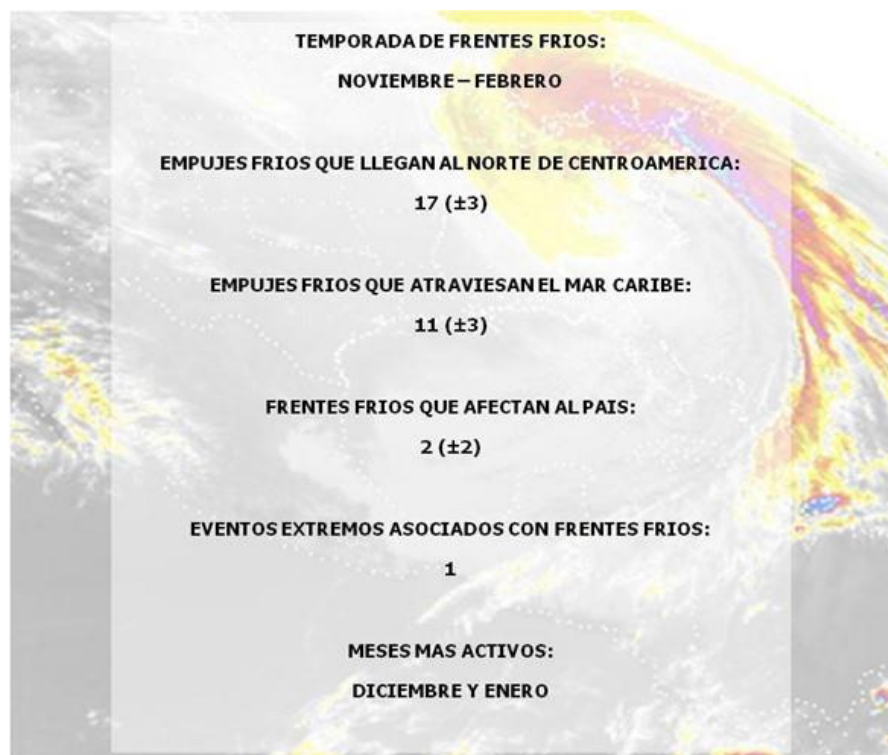 TEMPORADA DE FRENTES FRIOS:
NOVIEMBRE – FEBRERO
EMPUJES FRIOS QUE LLEGAN AL NORTE DE CENTROAMERICA:
17 (±3)
EMPUJES FRIOS QUE ATRAVIESAN EL MAR CARIBE:
11 (±3)
FRENTES FRIOS QUE AFECTAN AL PAIS:
2 (±2)
EVENTOS EXTREMOS ASOCIADOS CON FRENTES FRIOS:
1
MESES MAS ACTIVOS:
DICIEMBRE Y ENERO